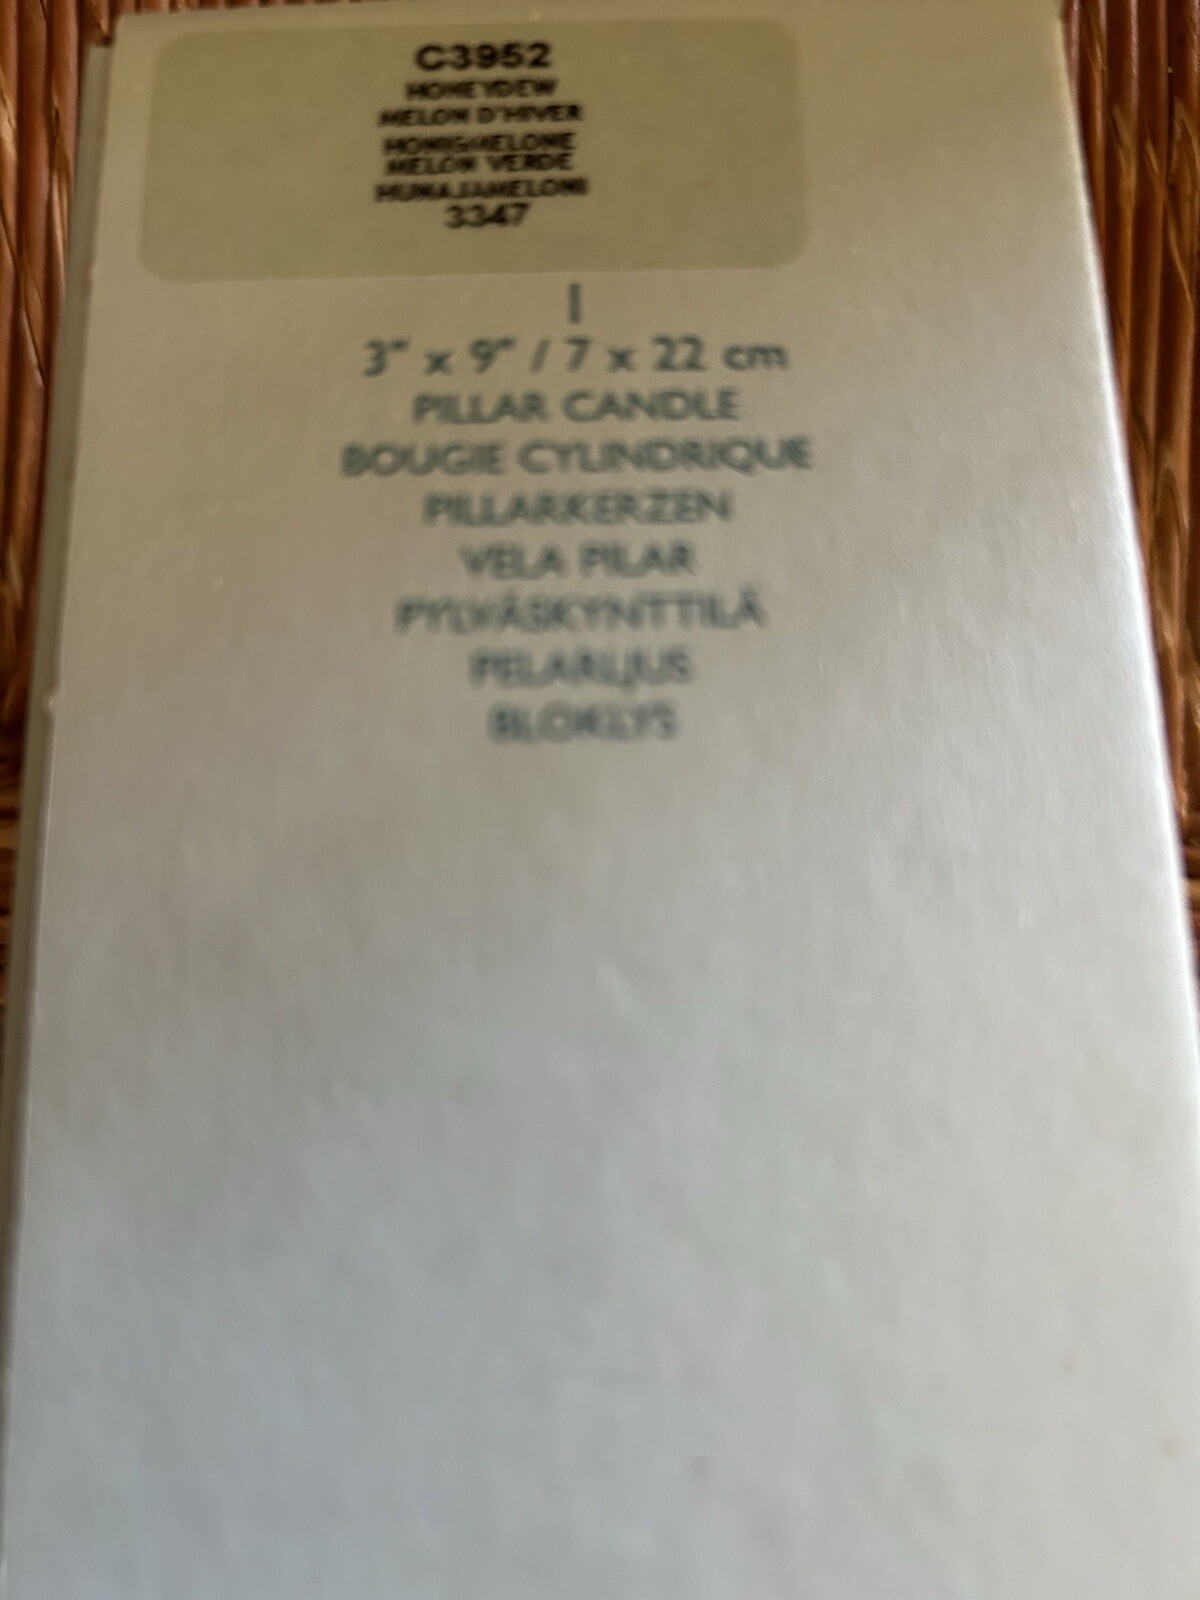 C3952
HONEYDEW
MELON D'HIVER
HONIGMELONE
MELON VERDE
HUNAJAMELONI
3347
1
3" x 9" / 7 x 22 cm
PILLAR CANDLE
BOUGIE CYLINDRIQUE
PILLARKERZEN
VELA PILAR
PYLVÄSKYNTTILÄ
PELARLJUS
BLOKLYS